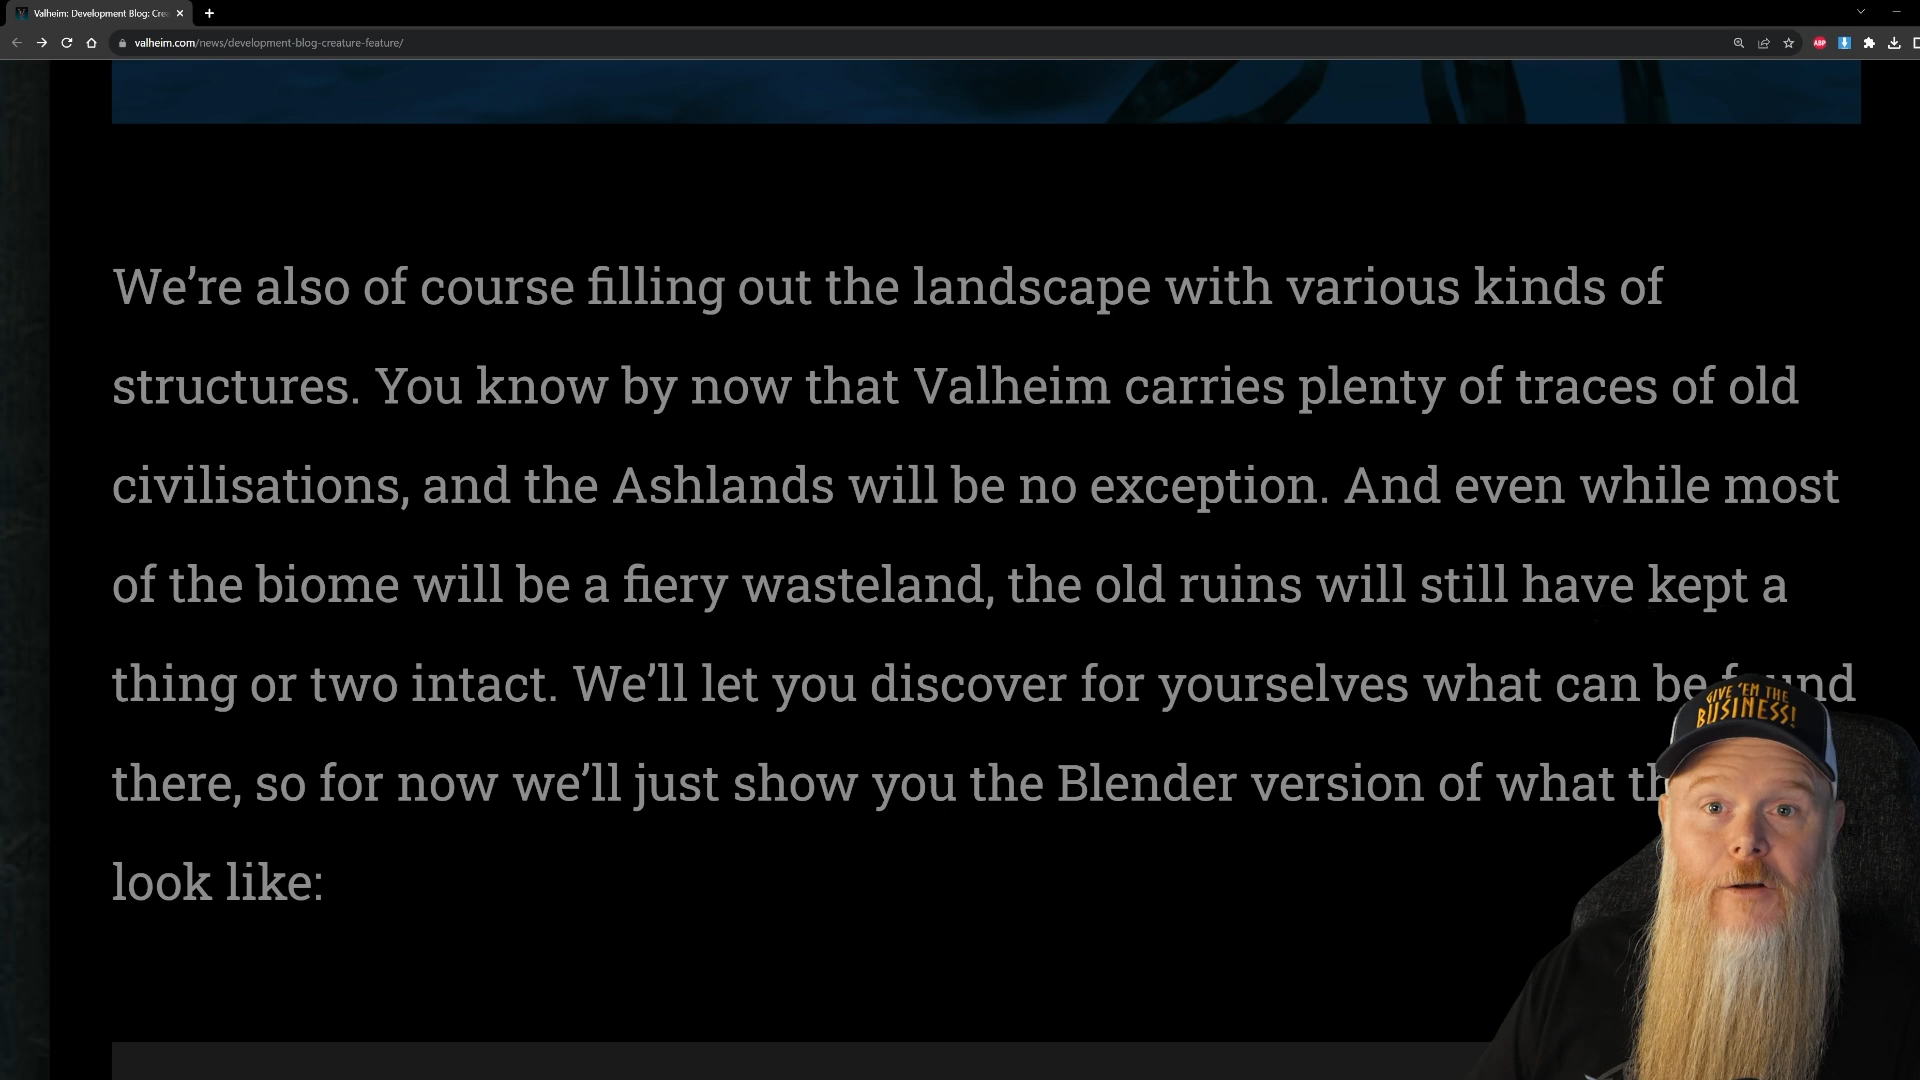 Valheim: Development Blog: Cre
valheim.com/news/development-blog-creature-feature/
ABP
We’re also of course filling out the landscape with various kinds of
structures. You know by now that Valheim carries plenty of traces of old
civilisations, and the Ashlands will be no exception. And even while most
of the biome will be a fiery wasteland, the old ruins will still have kept a
thing or two intact. We’ll let you discover for yourselves what can be found
there, so for now we’ll just show you the Blender version of what
look like:
GIVE 'EM THE
BUSINESS!